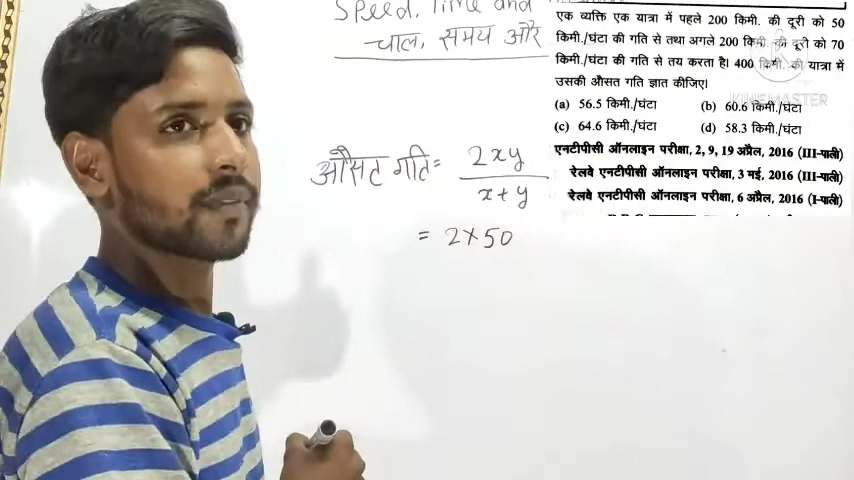 Speed, Time and
चाल, समय और
एक व्यक्ति एक यात्रा में पहले 200 किमी. की दूरी को 50
किमी./घंटा की गति से तथा अगले 200 किमी. की दूरी को 70
किमी./घंटा की गति से तय करता है। 400 किमी. की यात्रा में
उसकी औसत गति ज्ञात कीजिए।
(a) 56.5 किमी./घंटा (b) 60.6 किमी./घंटा
(c) 64.6 किमी./घंटा (d) 58.3 किमी./घंटा
एनटीपीसी ऑनलाइन परीक्षा, 2, 9, 19 अप्रैल, 2016 (III-पाली)
रेलवे एनटीपीसी ऑनलाइन परीक्षा, 3 मई, 2016 (III-पाली)
रेलवे एनटीपीसी ऑनलाइन परीक्षा, 6 अप्रैल, 2016 (I-पाली)
KINEMASTER
औसत गति = 2xy
x+y
= 2×50